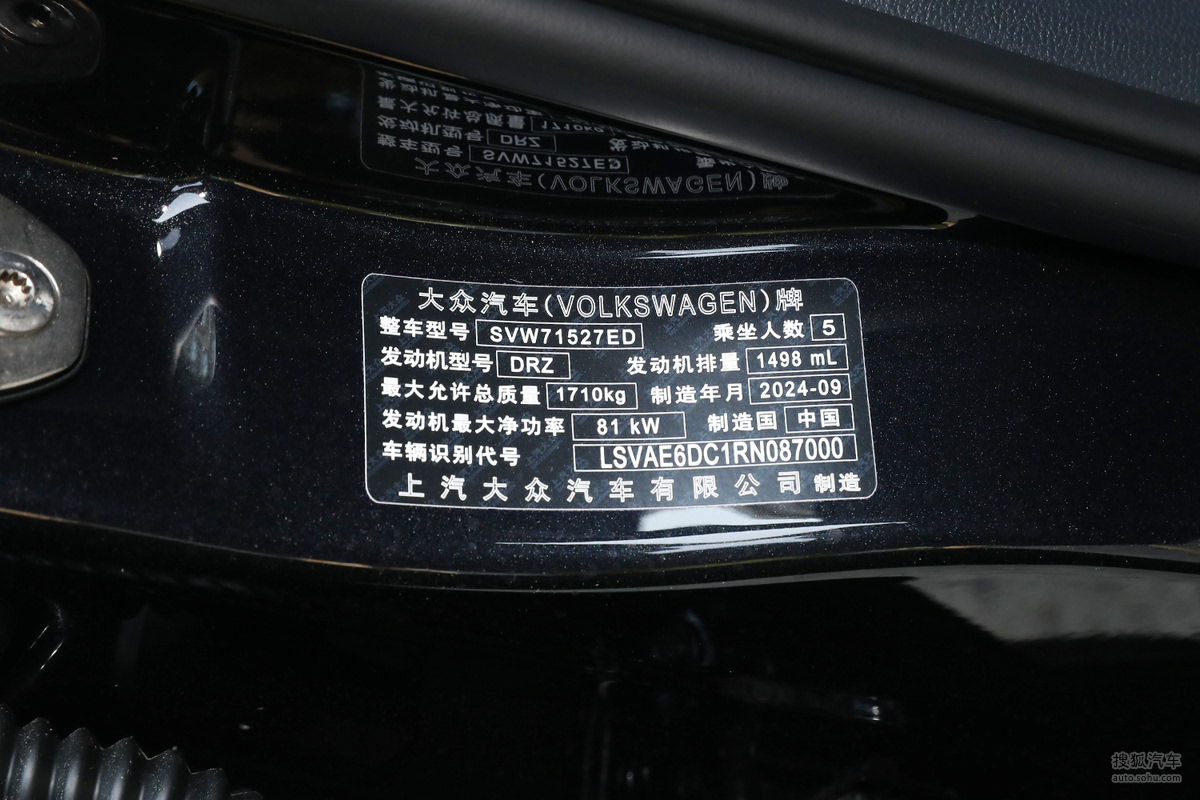 大众汽车(VOLKSWAGEN)牌
整车型号 SVW71527ED 乘坐人数 5
发动机型号 DRZ 发动机排量 1498 mL
最大允许总质量 1710kg 制造年月 2024-09
发动机最大净功率 81 kW 制造国 中国
车辆识别代号 LSVAE6DC1RN087000
上汽大众汽车有限公司 制造
搜狐汽车
auto.sohu.com